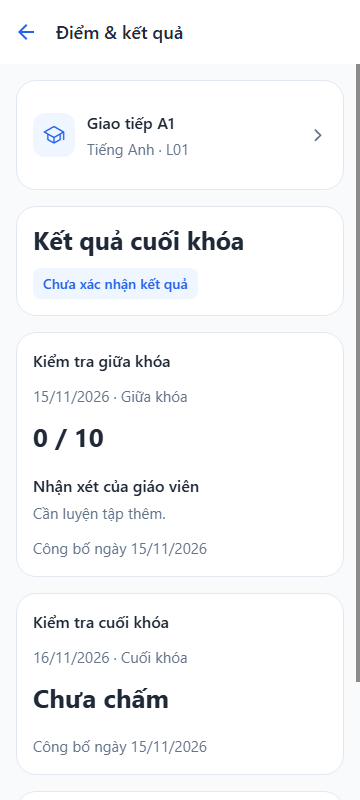 Điểm & kết quả
Giao tiếp A1
Tiếng Anh · L01
Kết quả cuối khóa
Chưa xác nhận kết quả
Kiểm tra giữa khóa
15/11/2026 · Giữa khóa
0 / 10
Nhận xét của giáo viên
Cần luyện tập thêm.
Công bố ngày 15/11/2026
Kiểm tra cuối khóa
16/11/2026 · Cuối khóa
Chưa chấm
Công bố ngày 15/11/2026